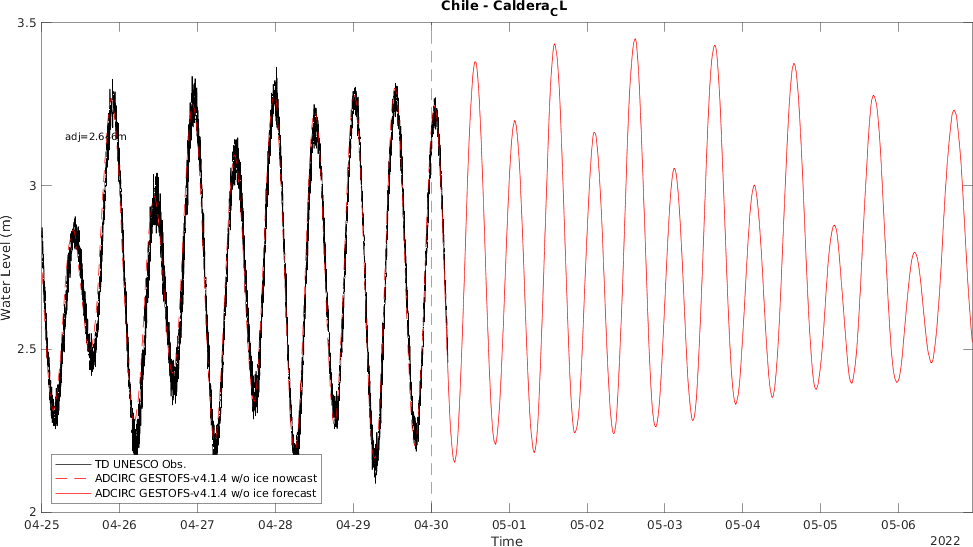 Chile - Caldera_CL
3.5
adj=2.646m
3
Water Level (m)
2.5
TD UNESCO Obs.
ADCIRC GESTOFS-v4.1.4 w/o ice nowcast
ADCIRC GESTOFS-v4.1.4 w/o ice forecast
2
04-25 04-26 04-27 04-28 04-29 04-30 05-01 05-02 05-03 05-04 05-05 05-06
Time
2022